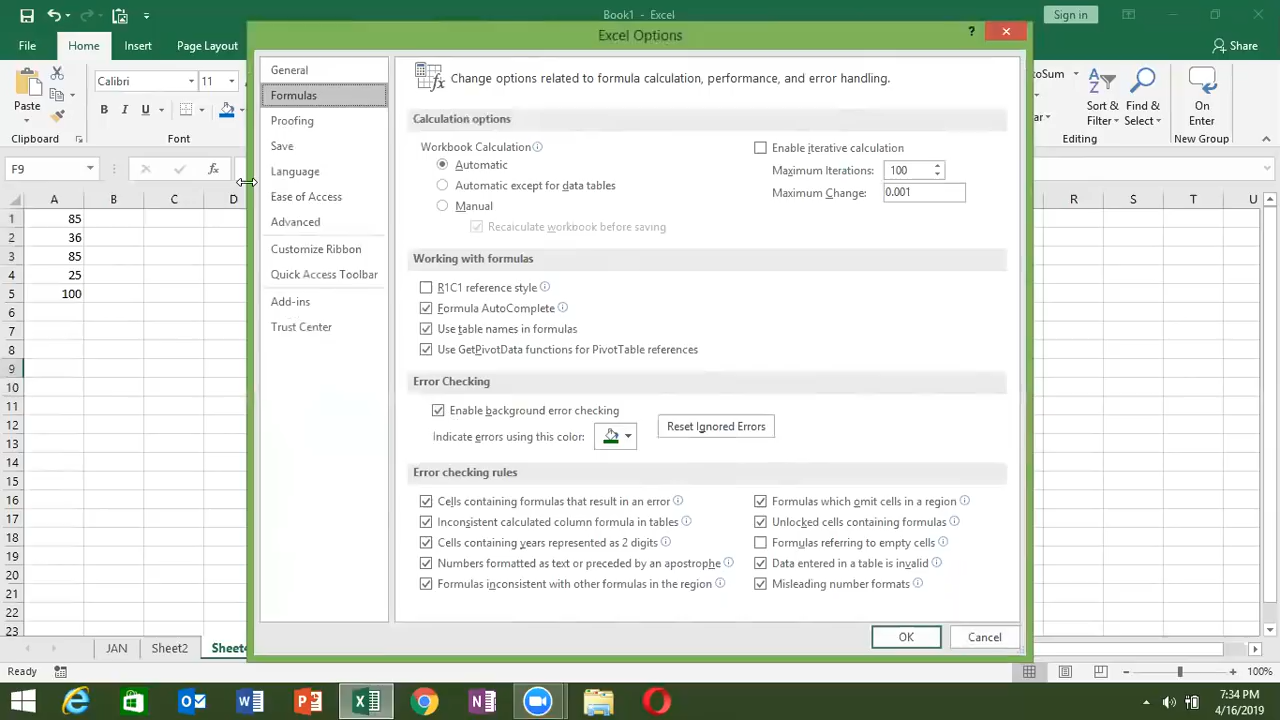 Book1 - Excel
Sign in
File
Home
Insert
Page Layout
Share
Excel Options
?
Paste
Calibri
11
B
I
U
Clipboard
Font
oSum
Sort &
Filter
Find &
Select
On
Enter
Editing
New Group
F9
fx
A
B
C
D
R
S
T
U
1
85
2
36
3
85
4
25
5
100
6
7
8
9
10
11
12
13
14
15
16
17
18
19
20
21
22
23
General
Formulas
Proofing
Save
Language
Ease of Access
Advanced
Customize Ribbon
Quick Access Toolbar
Add-ins
Trust Center
Change options related to formula calculation, performance, and error handling.
Calculation options
Workbook Calculation
Automatic
Automatic except for data tables
Manual
Recalculate workbook before saving
Enable iterative calculation
Maximum Iterations: 100
Maximum Change: 0.001
Working with formulas
R1C1 reference style
Formula AutoComplete
Use table names in formulas
Use GetPivotData functions for PivotTable references
Error Checking
Enable background error checking
Indicate errors using this color:
Reset Ignored Errors
Error checking rules
Cells containing formulas that result in an error
Inconsistent calculated column formula in tables
Cells containing years represented as 2 digits
Numbers formatted as text or preceded by an apostrophe
Formulas inconsistent with other formulas in the region
Formulas which omit cells in a region
Unlocked cells containing formulas
Formulas referring to empty cells
Data entered in a table is invalid
Misleading number formats
OK
Cancel
JAN
Sheet2
Sheet4
Ready
100%
7:34 PM
4/16/2019